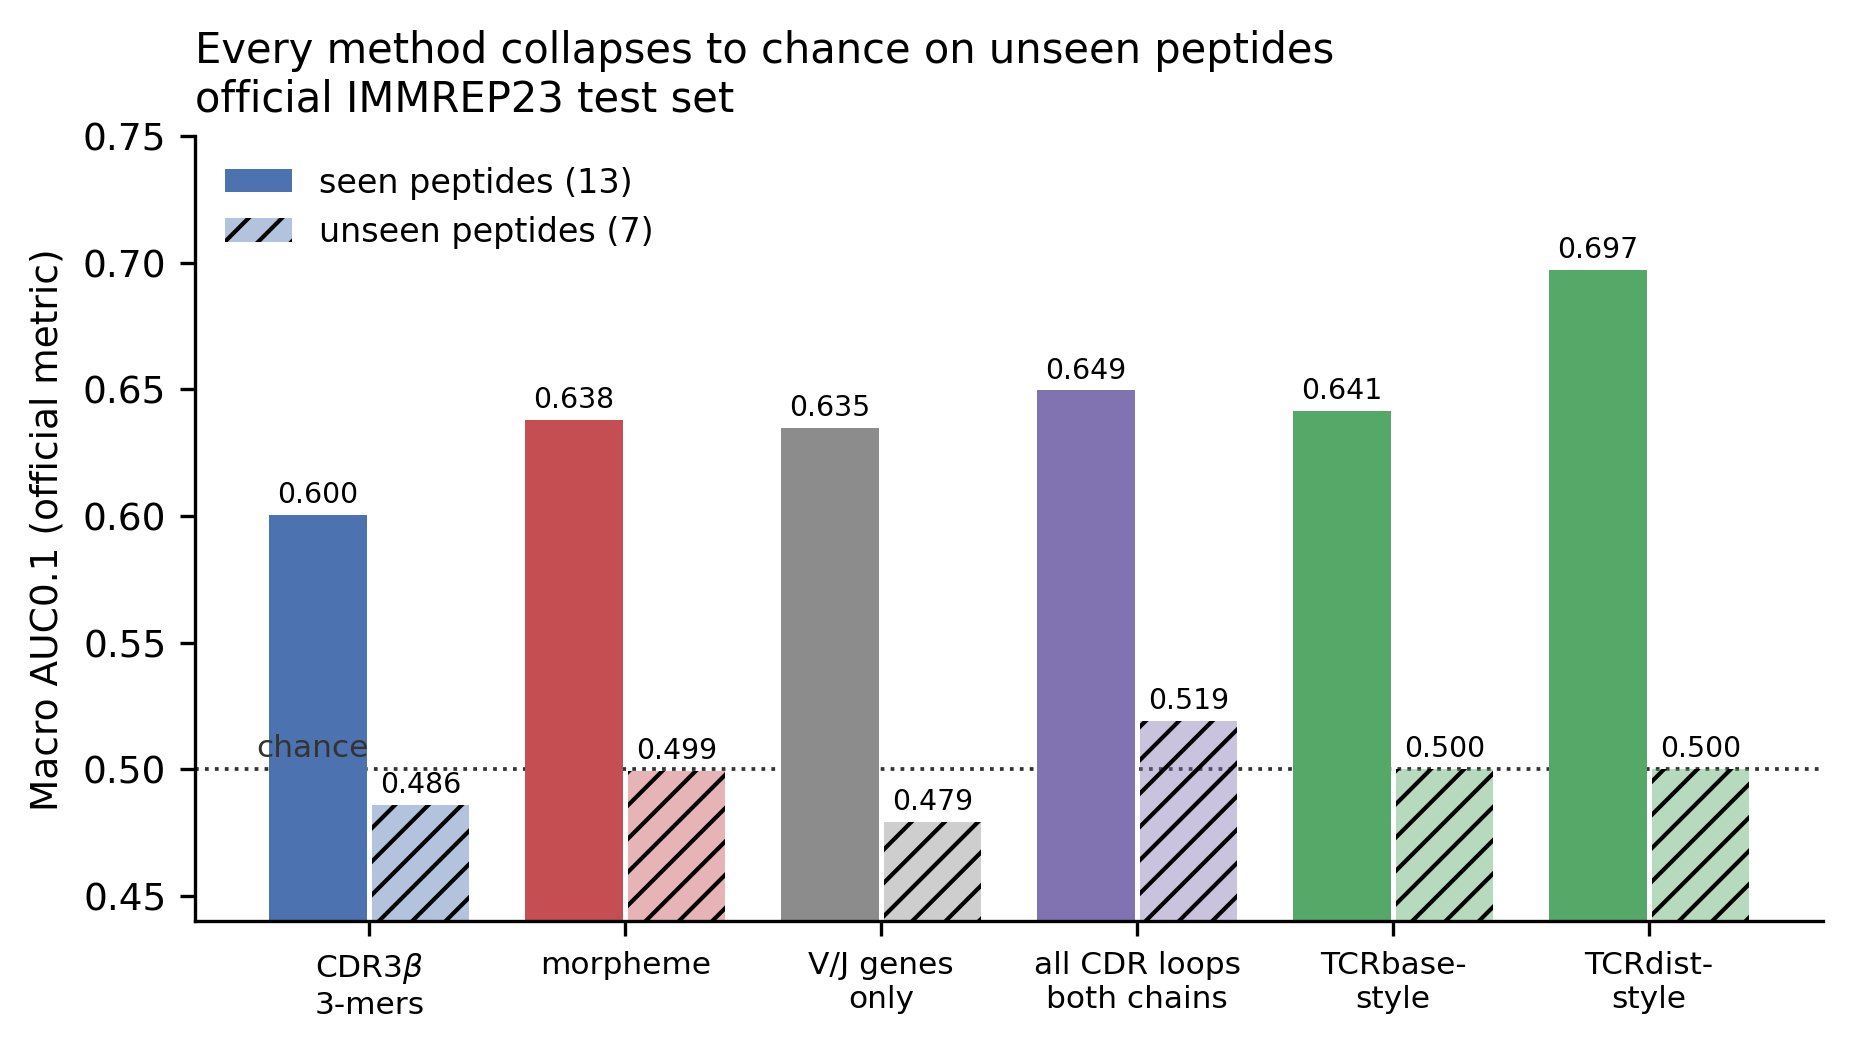 Every method collapses to chance on unseen peptides
official IMMREP23 test set
Macro AUC0.1 (official metric)
0.75
0.70
0.65
0.60
0.55
0.50
0.45
seen peptides (13)
unseen peptides (7)
chance
0.600
0.486
0.638
0.499
0.635
0.479
0.649
0.519
0.641
0.500
0.697
0.500
CDR3β
3-mers
morpheme
V/J genes
only
all CDR loops
both chains
TCRbase-
style
TCRdist-
style